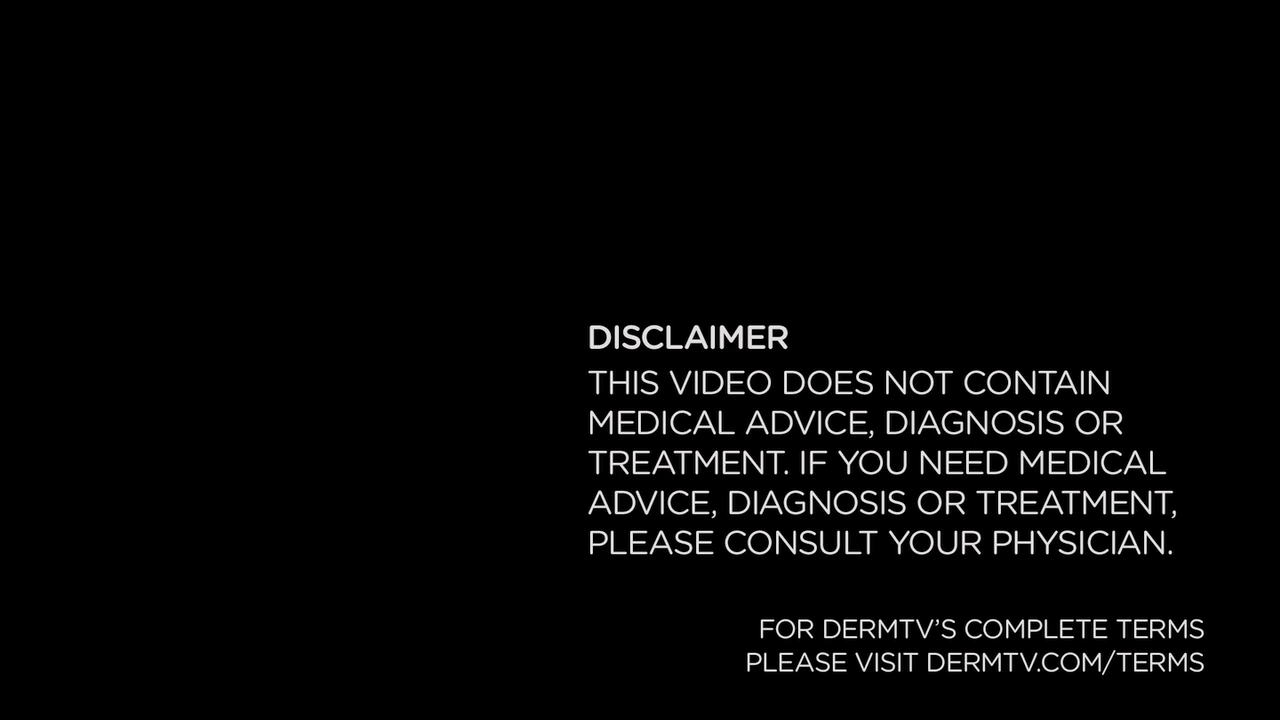 DISCLAIMER
THIS VIDEO DOES NOT CONTAIN
MEDICAL ADVICE, DIAGNOSIS OR
TREATMENT. IF YOU NEED MEDICAL
ADVICE, DIAGNOSIS OR TREATMENT,
PLEASE CONSULT YOUR PHYSICIAN.
FOR DERMTV’S COMPLETE TERMS
PLEASE VISIT DERMTV.COM/TERMS